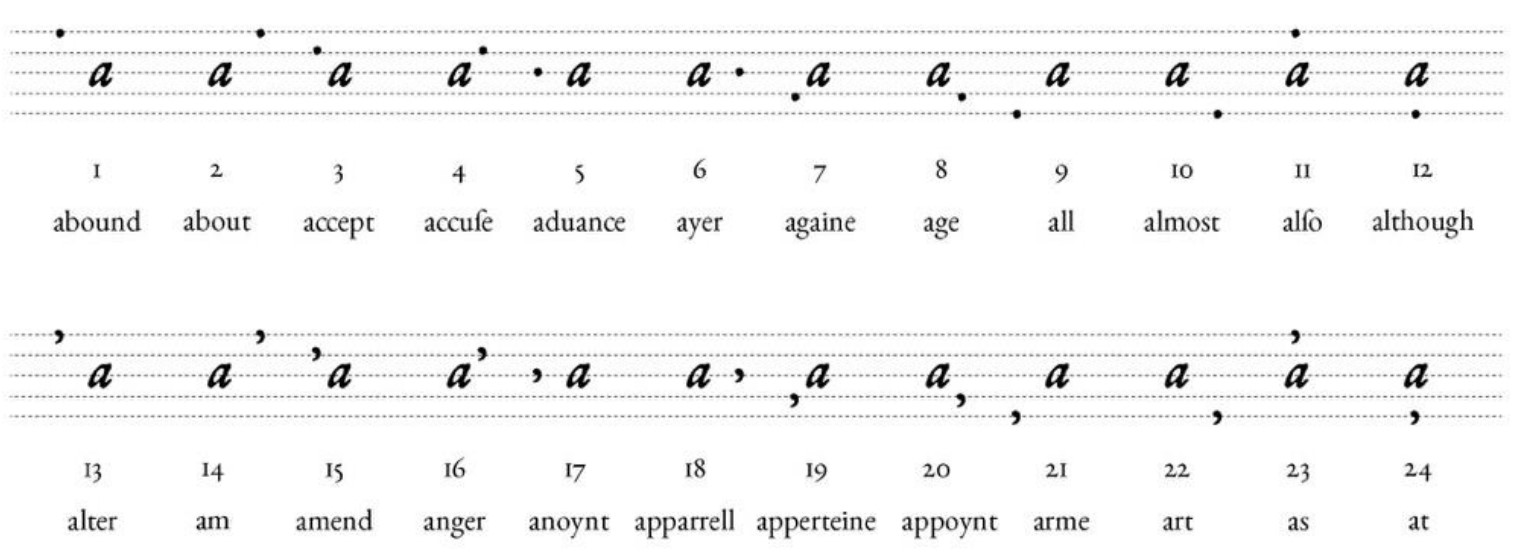 a a a a a a a a a a a a
1 2 3 4 5 6 7 8 9 10 11 12
abound about accept accuſe aduance ayer againe age all almost alſo although
a a a a a a a a a a a a
13 14 15 16 17 18 19 20 21 22 23 24
alter am amend anger anoynt apparrell apperteine appoynt arme art as at